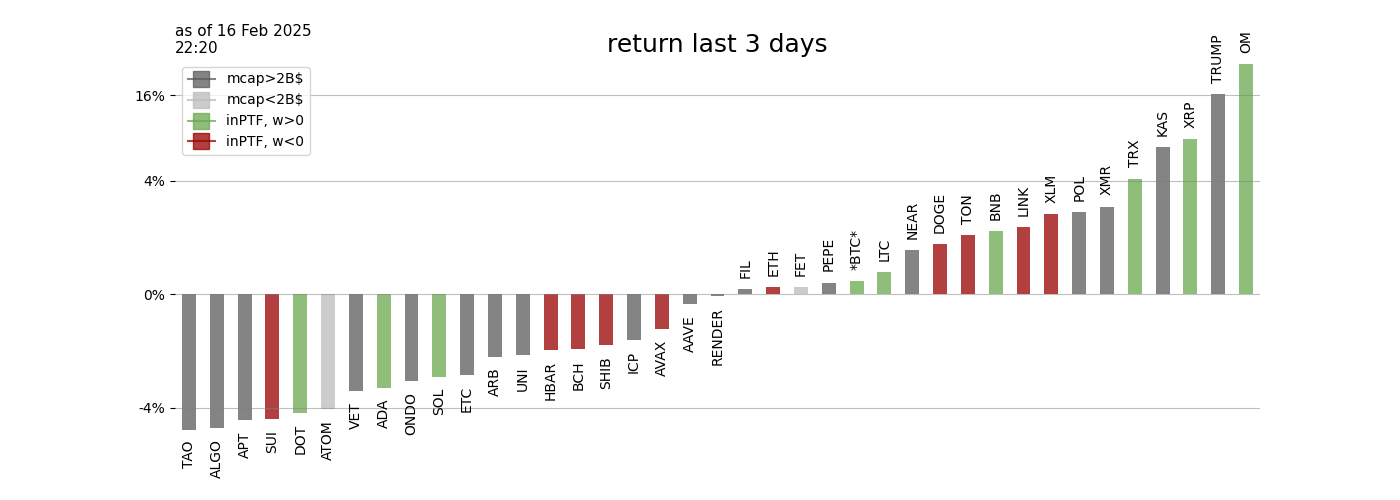 as of 16 Feb 2025
22:20
return last 3 days
mcap>2B$
mcap<2B$
inPTF, w>0
inPTF, w<0
16%
4%
0%
-4%
TAO
ALGO
APT
SUI
DOT
ATOM
VET
ADA
ONDO
SOL
ETC
ARB
UNI
HBAR
BCH
SHIB
ICP
AVAX
AAVE
RENDER
FIL
ETH
FET
PEPE
*BTC*
LTC
NEAR
DOGE
TON
BNB
LINK
XLM
POL
XMR
TRX
KAS
XRP
TRUMP
OM